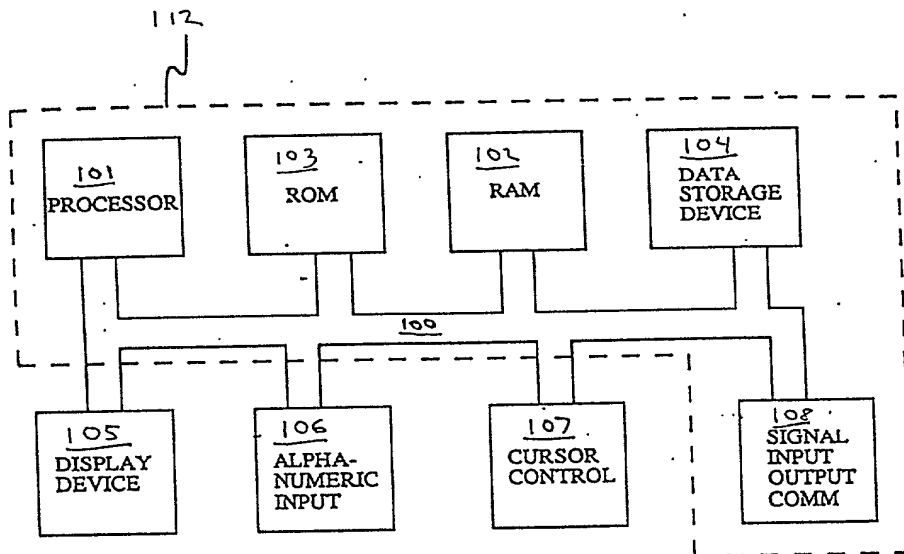 112
101
PROCESSOR
103
ROM
102
RAM
104
DATA
STORAGE
DEVICE
100
105
DISPLAY
DEVICE
106
ALPHA-
NUMERIC
INPUT
107
CURSOR
CONTROL
108
SIGNAL
INPUT
OUTPUT
COMM